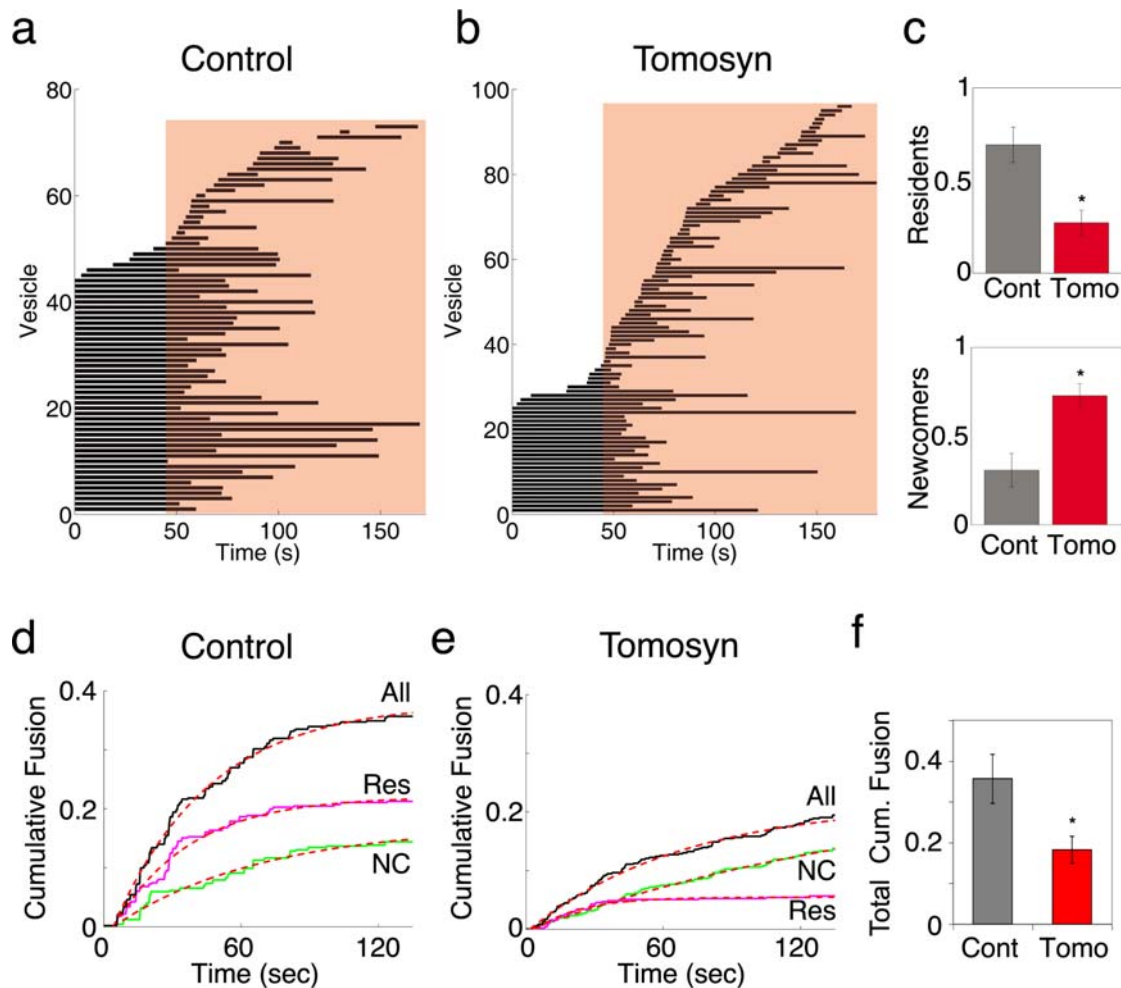 a
Control
80
60
40
20
0
Vesicle
0 50 100 150
Time (s)
b
Tomosyn
100
80
60
40
20
0
Vesicle
0 50 100 150
Time (s)
c
1
0.5
0
Residents
*
Cont Tomo
1
0.5
0
Newcomers
*
Cont Tomo
d
Control
0.4
0.2
0
Cumulative Fusion
All
Res
NC
0 60 120
Time (sec)
e
Tomosyn
0.4
0.2
0
Cumulative Fusion
All
NC
Res
0 60 120
Time (sec)
f
0.4
0.2
0
Total Cum. Fusion
*
Cont Tomo